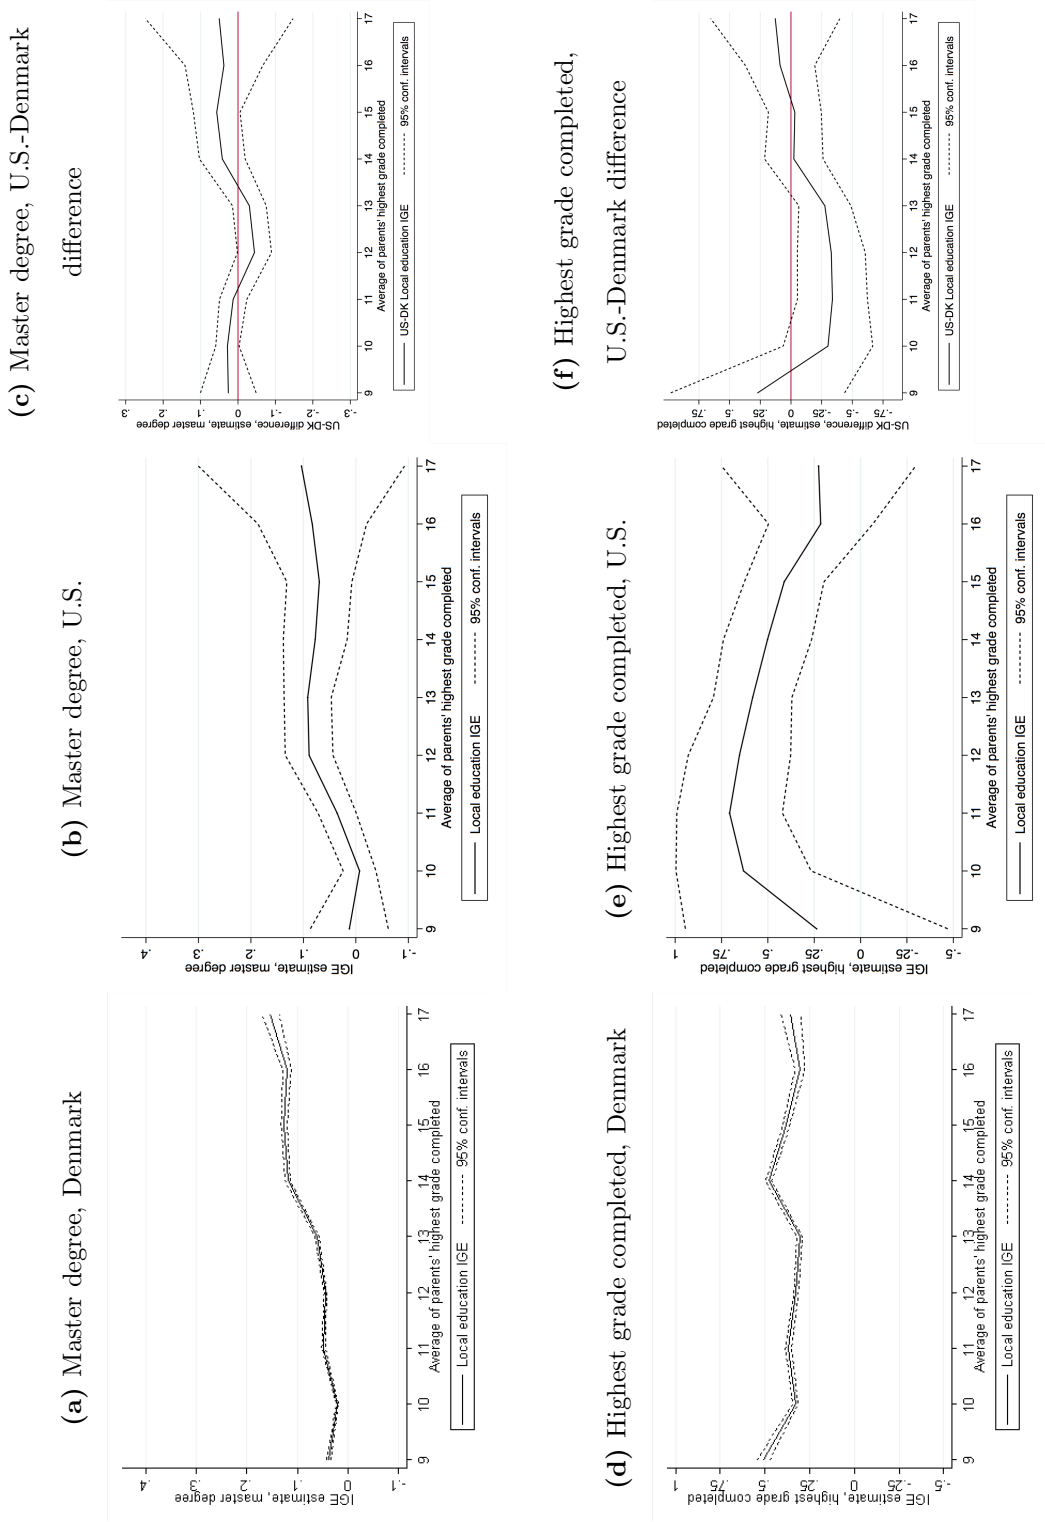 (a) Master degree, Denmark
IGE estimate, master degree
.4
.3
.2
.1
0
-.1
9 10 11 12 13 14 15 16 17
Average of parents' highest grade completed
Local education IGE 95% conf. intervals
(b) Master degree, U.S.
IGE estimate, master degree
.4
.3
.2
.1
0
-.1
9 10 11 12 13 14 15 16 17
Average of parents' highest grade completed
Local education IGE 95% conf. intervals
(c) Master degree, U.S.-Denmark
difference
US-DK difference, estimate, master degree
.3
.2
.1
0
-.1
-.2
-.3
9 10 11 12 13 14 15 16 17
Average of parents' highest grade completed
US-DK Local education IGE 95% conf. intervals
(d) Highest grade completed, Denmark
IGE estimate, highest grade completed
1
.75
.5
.25
0
-.25
-.5
9 10 11 12 13 14 15 16 17
Average of parents' highest grade completed
Local education IGE 95% conf. intervals
(e) Highest grade completed, U.S.
IGE estimate, highest grade completed
1
.75
.5
.25
0
-.25
-.5
9 10 11 12 13 14 15 16 17
Average of parents' highest grade completed
Local education IGE 95% conf. intervals
(f) Highest grade completed,
U.S.-Denmark difference
US-DK difference, estimate, highest grade completed
.75
.5
.25
0
-.25
-.5
-.75
9 10 11 12 13 14 15 16 17
Average of parents' highest grade completed
US-DK Local education IGE 95% conf. intervals